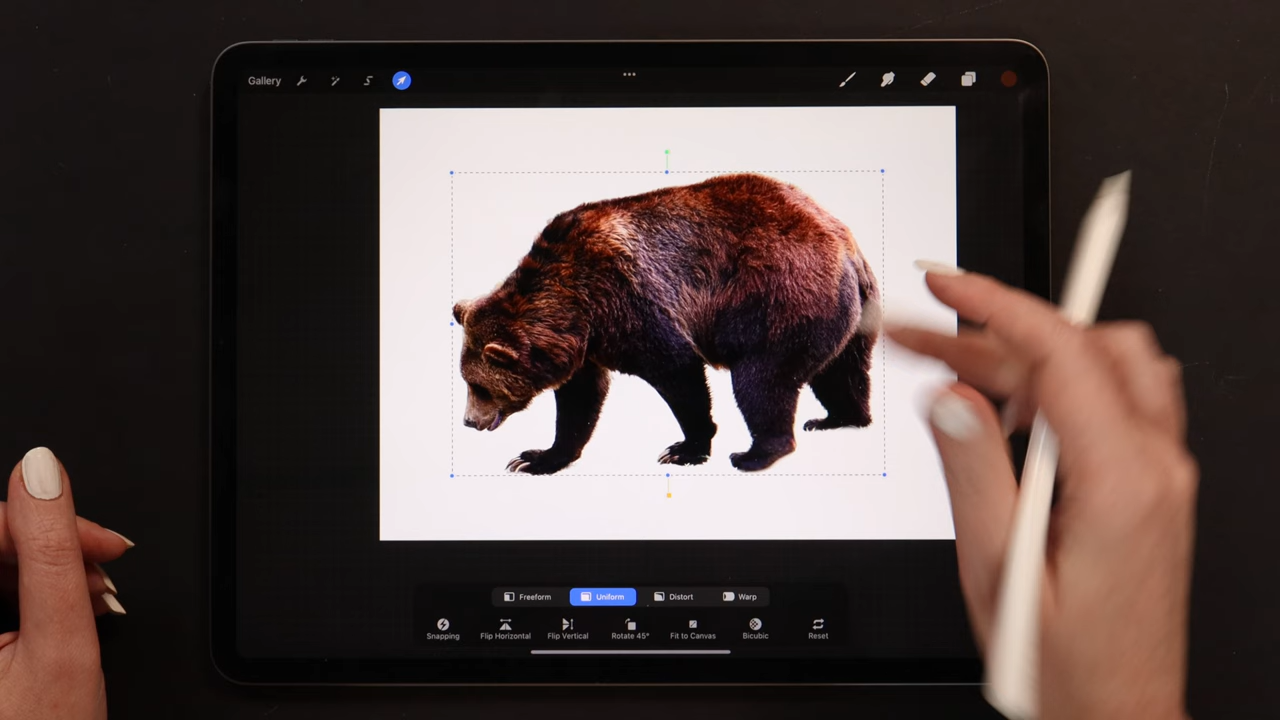 Gallery
Freeform Uniform Distort Warp
Snapping Flip Horizontal Flip Vertical Rotate 45° Fit to Canvas Bicubic Reset